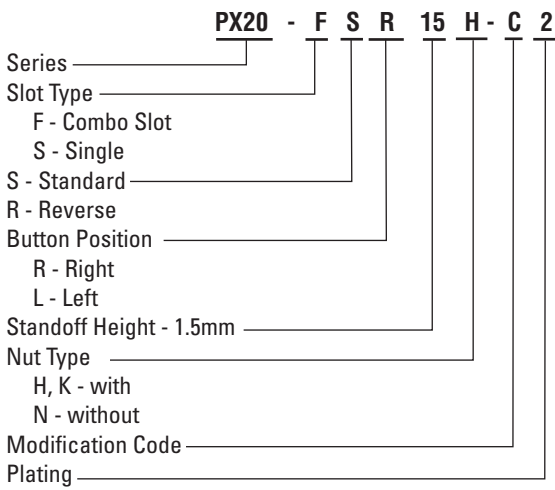 PX20 - F S R 15 H - C 2
Series
Slot Type
F - Combo Slot
S - Single
S - Standard
R - Reverse
Button Position
R - Right
L - Left
Standoff Height - 1.5mm
Nut Type
H, K - with
N - without
Modification Code
Plating